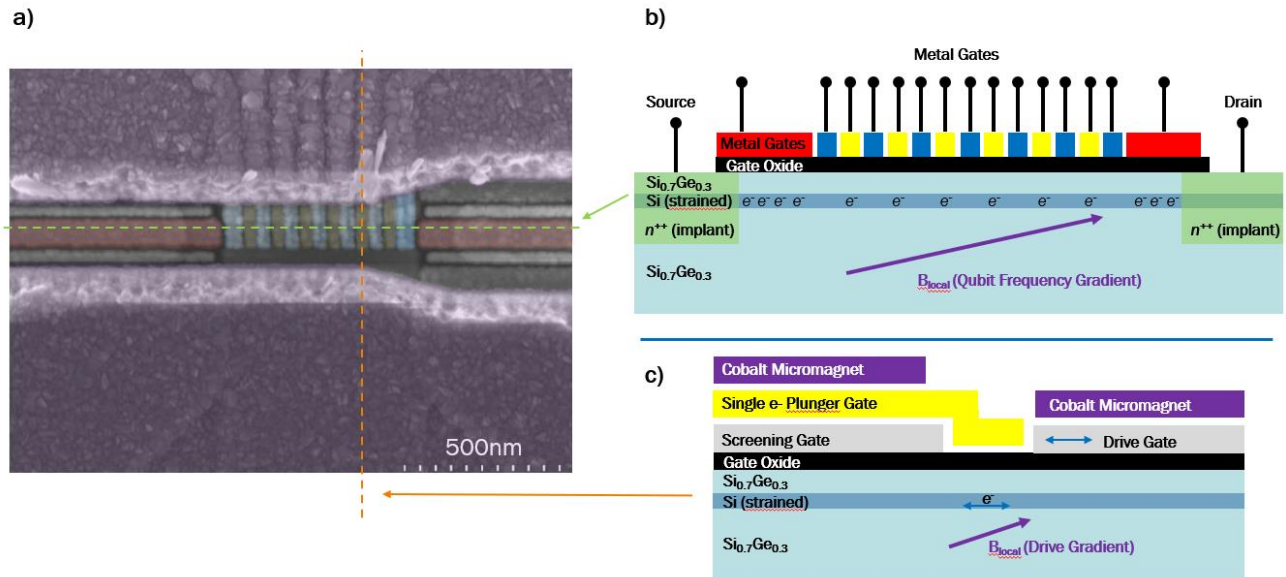 a)
500nm
b)
Metal Gates
Source
Drain
Metal Gates
Gate Oxide
Si0.7Ge0.3
Si (strained)
e- e- e- e- e- e- e- e- e- e- e- e- e-
n++ (implant)
n++ (implant)
Si0.7Ge0.3
Blocal (Qubit Frequency Gradient)
c)
Cobalt Micromagnet
Single e- Plunger Gate
Cobalt Micromagnet
Screening Gate
Drive Gate
Gate Oxide
Si0.7Ge0.3
Si (strained)
e-
Si0.7Ge0.3
Blocal (Drive Gradient)